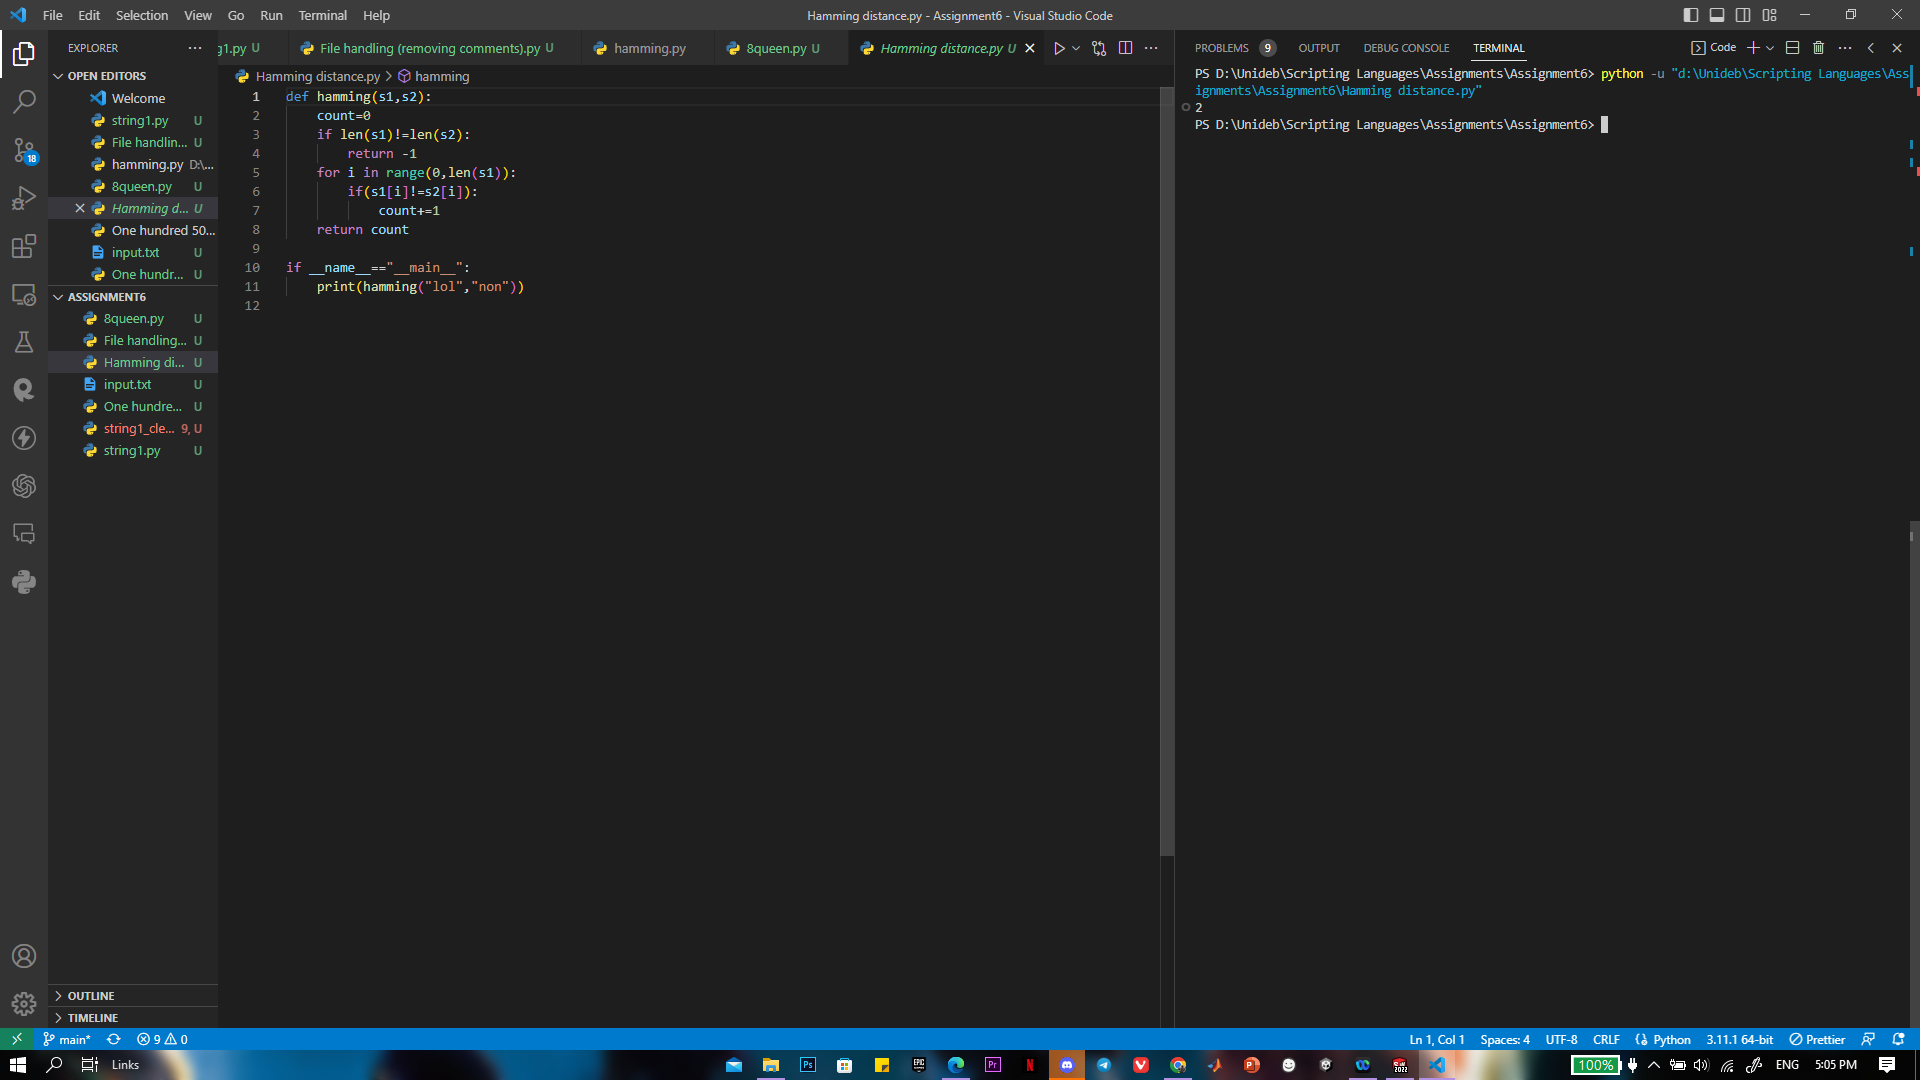 File Edit Selection View Go Run Terminal Help
Hamming distance.py - Assignment6 - Visual Studio Code
EXPLORER
OPEN EDITORS
Welcome
string1.py U
File handlin... U
hamming.py D:\...
8queen.py U
Hamming d... U
One hundred 50...
input.txt U
One hundr... U
ASSIGNMENT6
8queen.py U
File handling... U
Hamming di... U
input.txt U
One hundre... U
string1_cle... 9, U
string1.py U
OUTLINE
TIMELINE
18
g1.py U File handling (removing comments).py U hamming.py 8queen.py U Hamming distance.py U
Hamming distance.py > hamming
1 def hamming(s1,s2):
2 count=0
3 if len(s1)!=len(s2):
4 return -1
5 for i in range(0,len(s1)):
6 if(s1[i]!=s2[i]):
7 count+=1
8 return count
9
10 if __name__=="__main__":
11 print(hamming("lol","non"))
12
PROBLEMS 9 OUTPUT DEBUG CONSOLE TERMINAL Code
PS D:\Unideb\Scripting Languages\Assignments\Assignment6> python -u "d:\Unideb\Scripting Languages\Ass
ignments\Assignment6\Hamming distance.py"
2
PS D:\Unideb\Scripting Languages\Assignments\Assignment6>
main* 9 0 Ln 1, Col 1 Spaces: 4 UTF-8 CRLF Python 3.11.1 64-bit Prettier
Links Ps EPIC Pr N 2022 100% ENG 5:05 PM